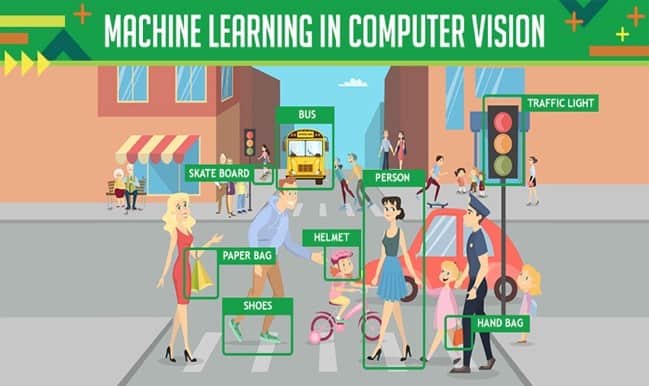 MACHINE LEARNING IN COMPUTER VISION
TRAFFIC LIGHT
BUS
SKATE BOARD
PERSON
HELMET
PAPER BAG
SHOES
HAND BAG